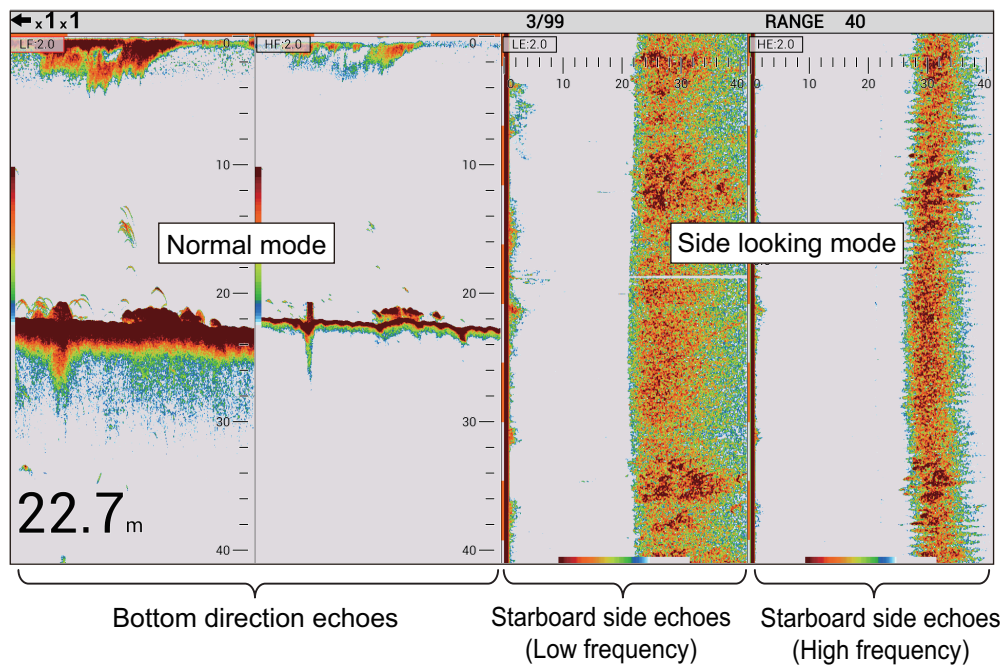 ←x1x1 3/99 RANGE 40
LF:2.0 HF:2.0 LE:2.0 HE:2.0
0 0
0 10 20 30 40 0 10 20 30 40
10 10
Normal mode Side looking mode
20 20
30 30
22.7m
40 40
Bottom direction echoes
Starboard side echoes
(Low frequency)
Starboard side echoes
(High frequency)